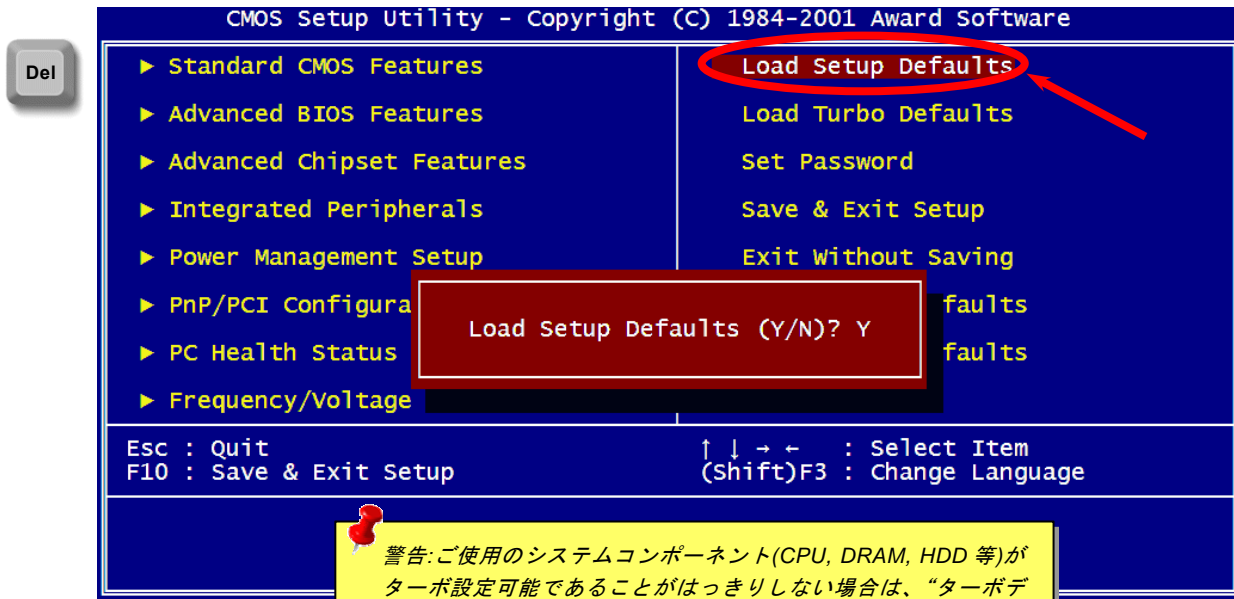 CMOS Setup Utility - Copyright (C) 1984-2001 Award Software
Del
▶ Standard CMOS Features
▶ Advanced BIOS Features
▶ Advanced Chipset Features
▶ Integrated Peripherals
▶ Power Management Setup
▶ PnP/PCI Configura
▶ PC Health Status
▶ Frequency/Voltage
Load Setup Defaults
Load Turbo Defaults
Set Password
Save & Exit Setup
Exit Without Saving
faults
faults
Load Setup Defaults (Y/N)? Y
Esc : Quit
F10 : Save & Exit Setup
↑ ↓ → ← : Select Item
(Shift)F3 : Change Language
警告:ご使用のシステムコンポーネント(CPU, DRAM, HDD 等)が
ターボ設定可能であることがはっきりしない場合は、“ターボデ